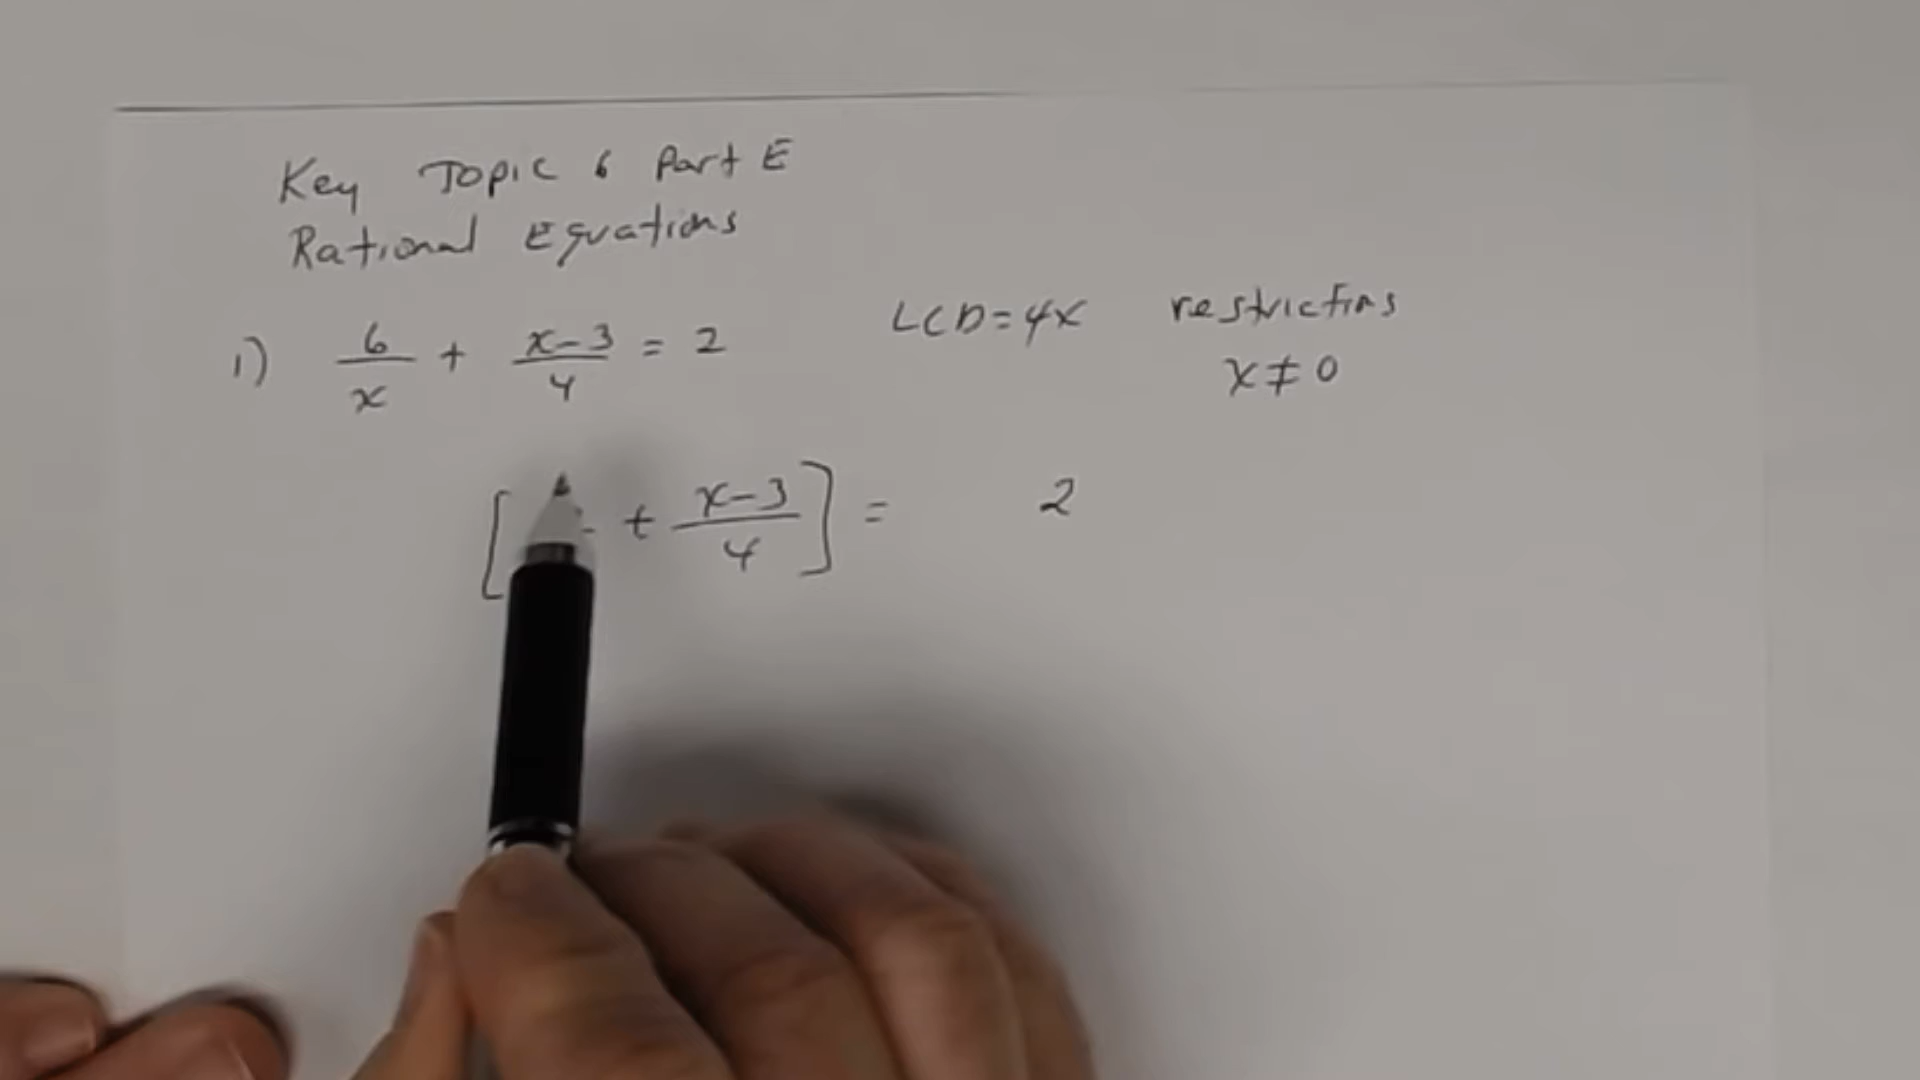 Key Topic 6 Part E
Rational Equations
1) 6/x + x-3/4 = 2 LCD=4x restrictions
x≠0
[ + x-3/4 ] = 2